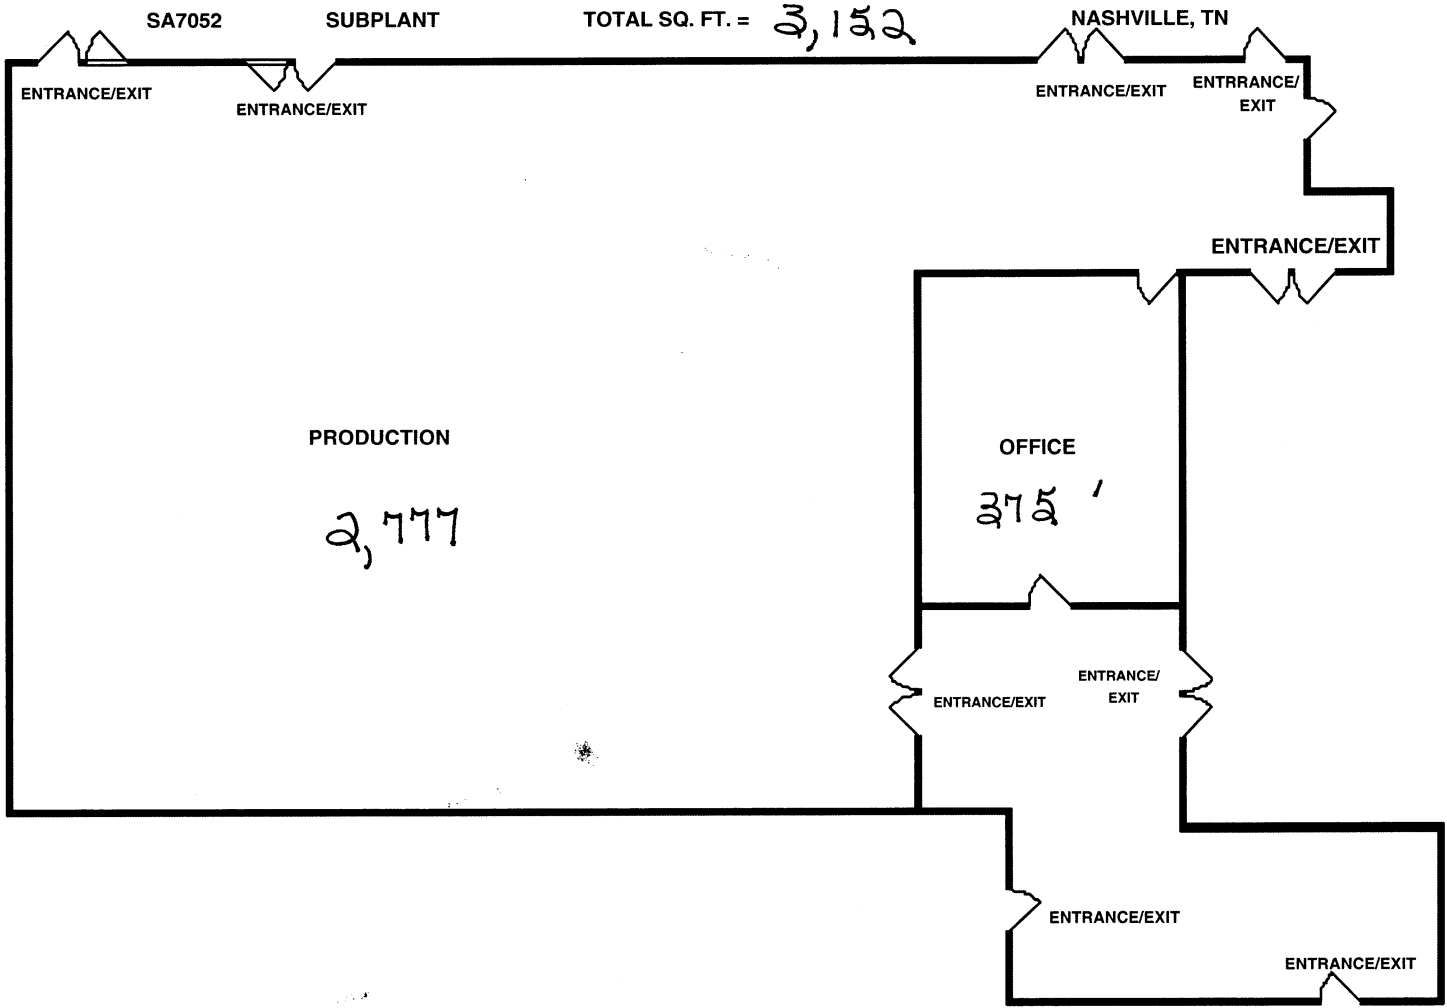 SA7052 SUBPLANT TOTAL SQ. FT. = 3,152 NASHVILLE, TN
ENTRANCE/EXIT
ENTRANCE/EXIT
ENTRANCE/EXIT
ENTRRANCE/
EXIT
ENTRANCE/EXIT
PRODUCTION
2,777
OFFICE
375 '
ENTRANCE/EXIT
ENTRANCE/
EXIT
ENTRANCE/EXIT
ENTRANCE/EXIT